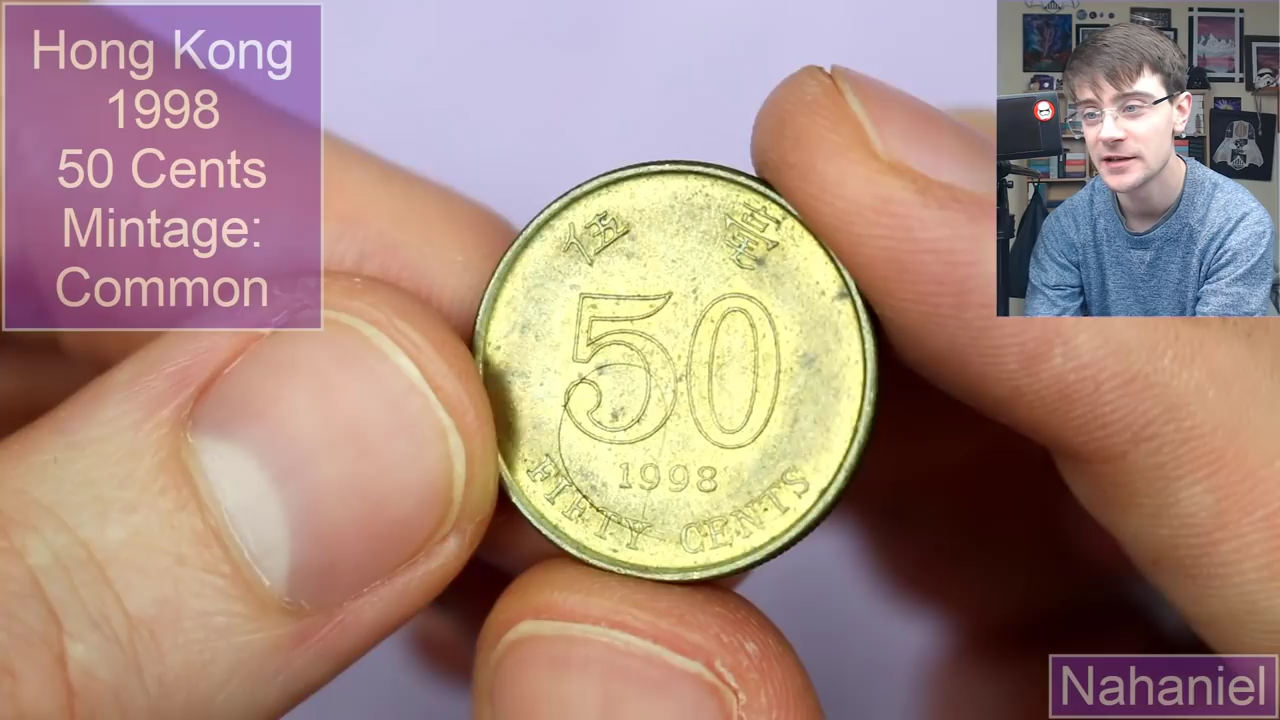 Hong Kong
1998
50 Cents
Mintage:
Common
伍 毫
50
1998
FIFTY CENTS
Nahaniel